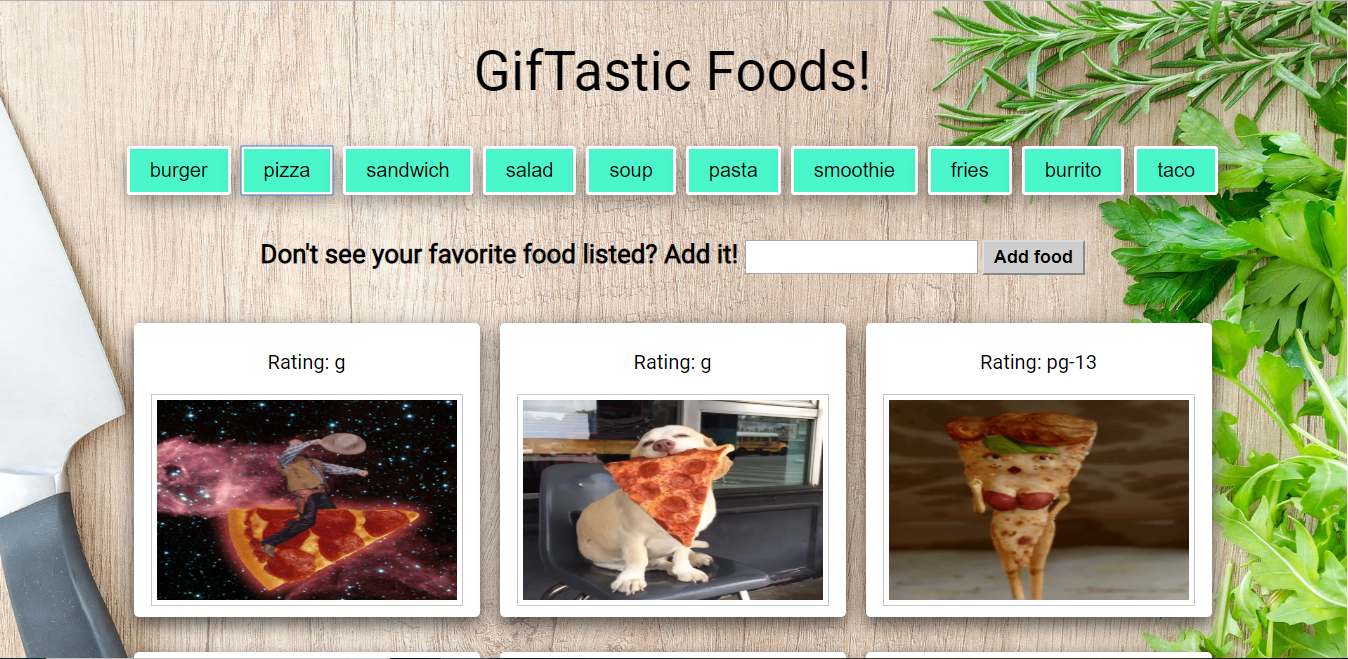 GifTastic Foods!
burger pizza sandwich salad soup pasta smoothie fries burrito taco
Don't see your favorite food listed? Add it! Add food
Rating: g Rating: g Rating: pg-13